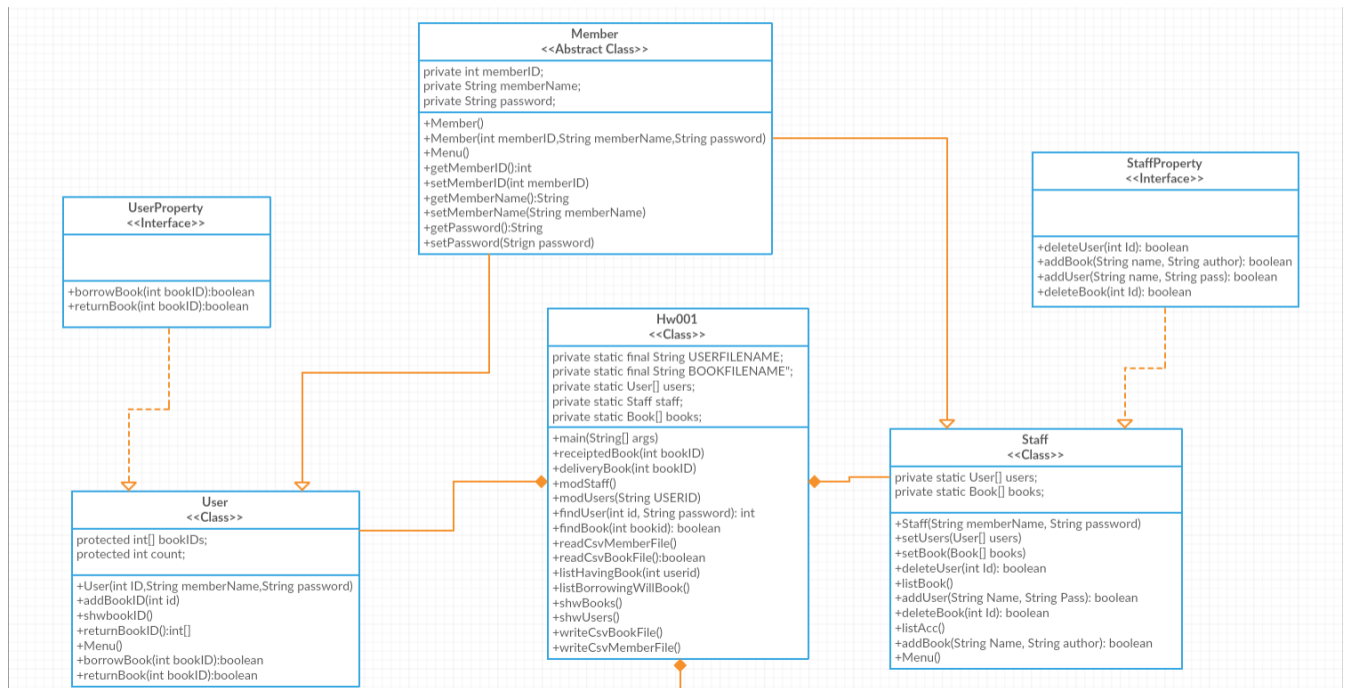 Member
<<Abstract Class>>
private int memberID;
private String memberName;
private String password;
+Member()
+Member(int memberID,String memberName,String password)
+Menu()
+getMemberID():int
+setMemberID(int memberID)
+getMemberName():String
+setMemberName(String memberName)
+getPassword():String
+setPassword(Strign password)
UserProperty
<<Interface>>
+borrowBook(int bookID):boolean
+returnBook(int bookID):boolean
StaffProperty
<<Interface>>
+deleteUser(int Id): boolean
+addBook(String name, String author): boolean
+addUser(String name, String pass): boolean
+deleteBook(int Id): boolean
Hw001
<<Class>>
private static final String USERFILENAME;
private static final String BOOKFILENAME";
private static User[] users;
private static Staff staff;
private static Book[] books;
+main(String[] args)
+receiptedBook(int bookID)
+deliveryBook(int bookID)
+modStaff()
+modUsers(String USERID)
+findUser(int id, String password): int
+findBook(int bookid): boolean
+readCsvMemberFile()
+readCsvBookFile():boolean
+listHavingBook(int userid)
+listBorrowingWillBook()
+shwBooks()
+shwUsers()
+writeCsvBookFile()
+writeCsvMemberFile()
User
<<Class>>
protected int[] bookIDs;
protected int count;
+User(int ID,String memberName,String password)
+addBookID(int id)
+shwbookID()
+returnBookID():int[]
+Menu()
+borrowBook(int bookID):boolean
+returnBook(int bookID):boolean
Staff
<<Class>>
private static User[] users;
private static Book[] books;
+Staff(String memberName, String password)
+setUsers(User[] users)
+setBook(Book[] books)
+deleteUser(int Id): boolean
+listBook()
+addUser(String Name, String Pass): boolean
+deleteBook(int Id): boolean
+listAcc()
+addBook(String Name, String author): boolean
+Menu()